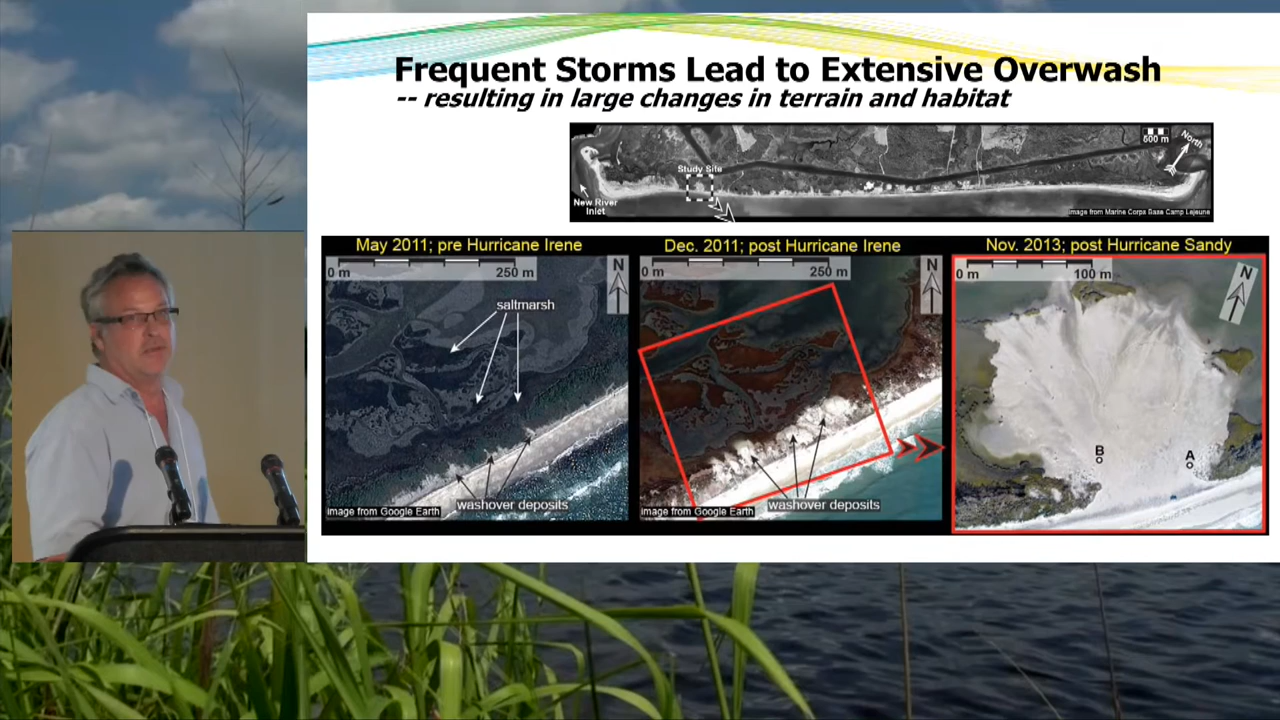 Frequent Storms Lead to Extensive Overwash
-- resulting in large changes in terrain and habitat
500 m
North
Study Site
New River
Inlet
image from Marine Corps Base Camp Lejeune
May 2011; pre Hurricane Irene
0 m
250 m
N
saltmarsh
washover deposits
image from Google Earth
Dec. 2011; post Hurricane Irene
0 m
250 m
N
washover deposits
image from Google Earth
Nov. 2013; post Hurricane Sandy
0 m
100 m
N
B
A